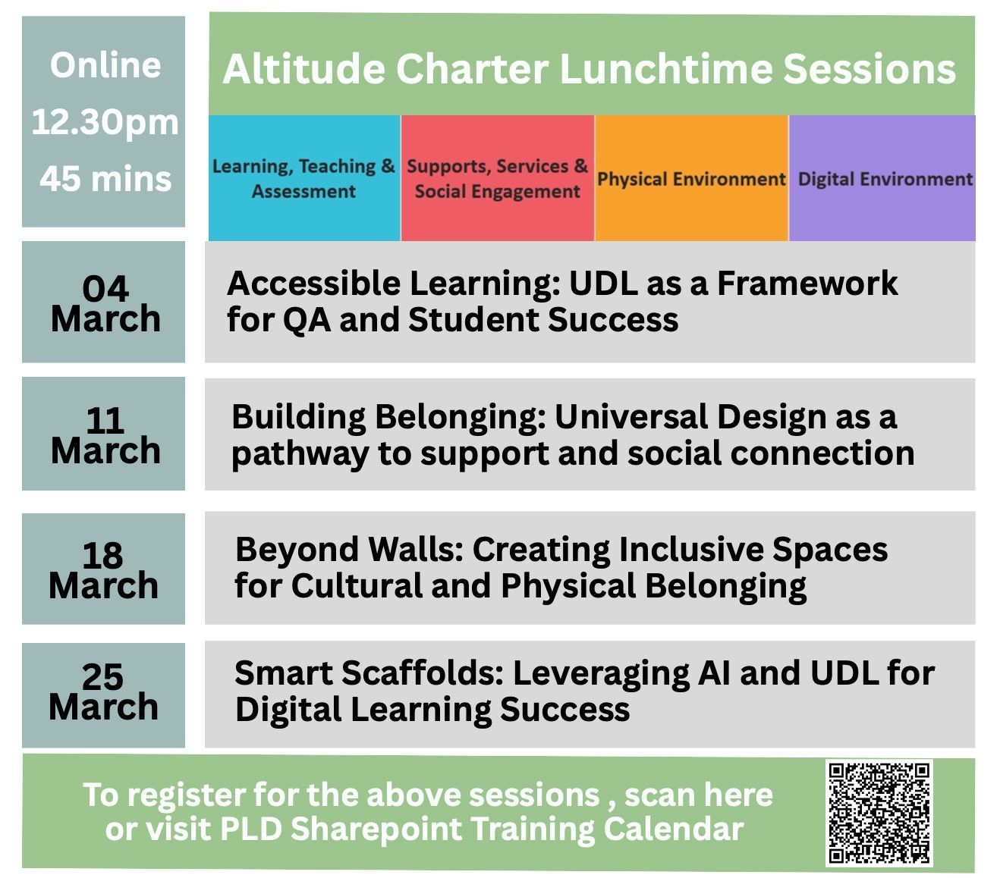 Online
12.30pm
45 mins
Altitude Charter Lunchtime Sessions
Learning, Teaching &
Assessment
Supports, Services &
Social Engagement
Physical Environment
Digital Environment
04
March
Accessible Learning: UDL as a Framework
for QA and Student Success
11
March
Building Belonging: Universal Design as a
pathway to support and social connection
18
March
Beyond Walls: Creating Inclusive Spaces
for Cultural and Physical Belonging
25
March
Smart Scaffolds: Leveraging AI and UDL for
Digital Learning Success
To register for the above sessions , scan here
or visit PLD Sharepoint Training Calendar